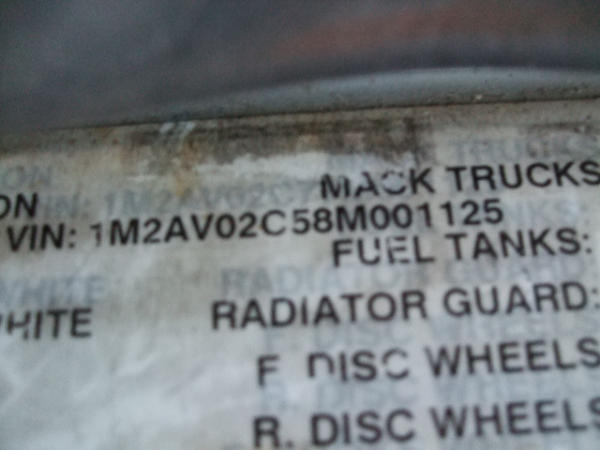 ON MACK TRUCKS
VIN: 1M2AV02C58M001125
FUEL TANKS:
HITE RADIATOR GUARD:
F. DISC WHEELS
R. DISC WHEELS